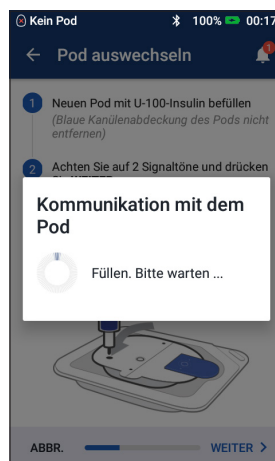 Kein Pod 100% 00:17
Pod auswechseln
1
1 Neuen Pod mit U-100-Insulin befüllen
(Blaue Kanülenabdeckung des Pods nicht
entfernen)
2 Achten Sie auf 2 Signaltöne und drücken
Kommunikation mit dem
Pod
Füllen. Bitte warten ...
ABBR. WEITER >